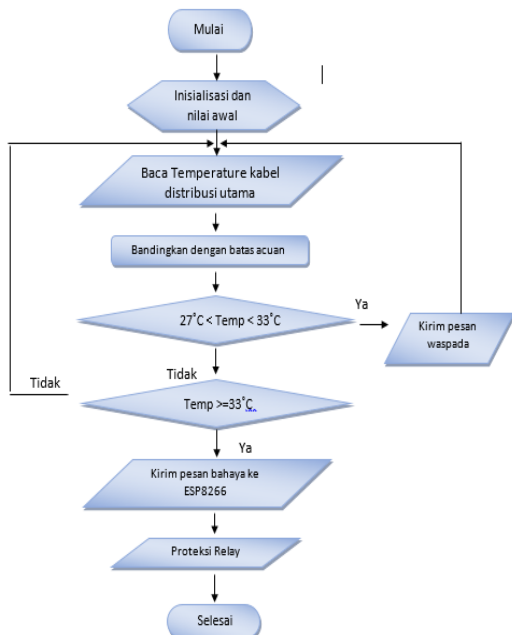 Mulai
Inisialisasi dan
nilai awal
Baca Temperature kabel
distribusi utama
Bandingkan dengan batas acuan
27°C < Temp < 33°C
Ya
Kirim pesan
waspada
Tidak
Tidak
Temp >=33°C
Ya
Kirim pesan bahaya ke
ESP8266
Proteksi Relay
Selesai